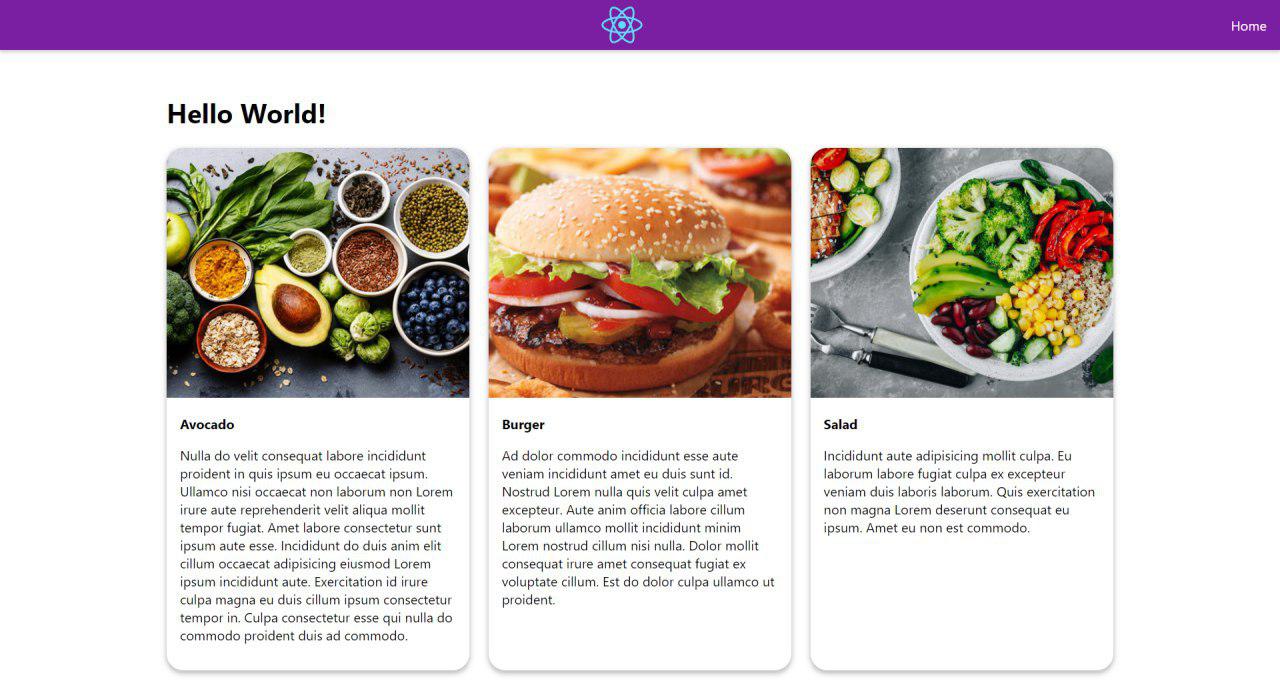 Home
Hello World!
Avocado
Nulla do velit consequat labore incididunt
proident in quis ipsum eu occaecat ipsum.
Ullamco nisi occaecat non laborum non Lorem
irure aute reprehenderit velit aliqua mollit
tempor fugiat. Amet labore consectetur sunt
ipsum aute esse. Incididunt do duis anim elit
cillum occaecat adipisicing eiusmod Lorem
ipsum incididunt aute. Exercitation id irure
culpa magna eu duis cillum ipsum consectetur
tempor in. Culpa consectetur esse qui nulla do
commodo proident duis ad commodo.
Burger
Ad dolor commodo incididunt esse aute
veniam incididunt amet eu duis sunt id.
Nostrud Lorem nulla quis velit culpa amet
excepteur. Aute anim officia labore cillum
laborum ullamco mollit incididunt minim
Lorem nostrud cillum nisi nulla. Dolor mollit
consequat irure amet consequat fugiat ex
voluptate cillum. Est do dolor culpa ullamco ut
proident.
Salad
Incididunt aute adipisicing mollit culpa. Eu
laborum labore fugiat culpa ex excepteur
veniam duis laboris laborum. Quis exercitation
non magna Lorem deserunt consequat eu
ipsum. Amet eu non est commodo.